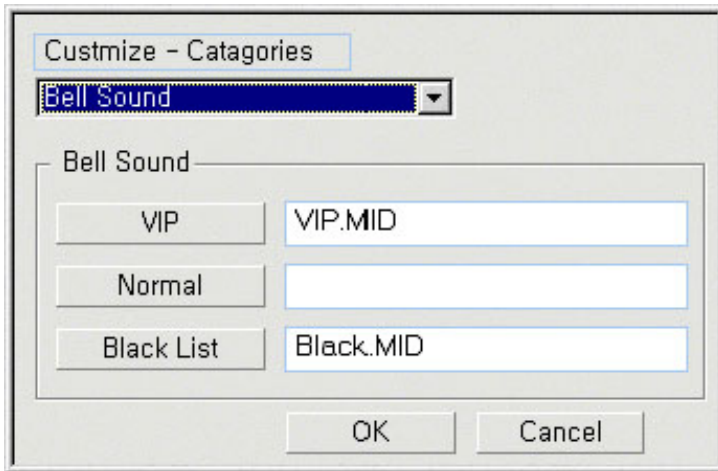 Custmize - Catagories
Bell Sound
Bell Sound
VIP VIP.MID
Normal
Black List Black.MID
OK Cancel